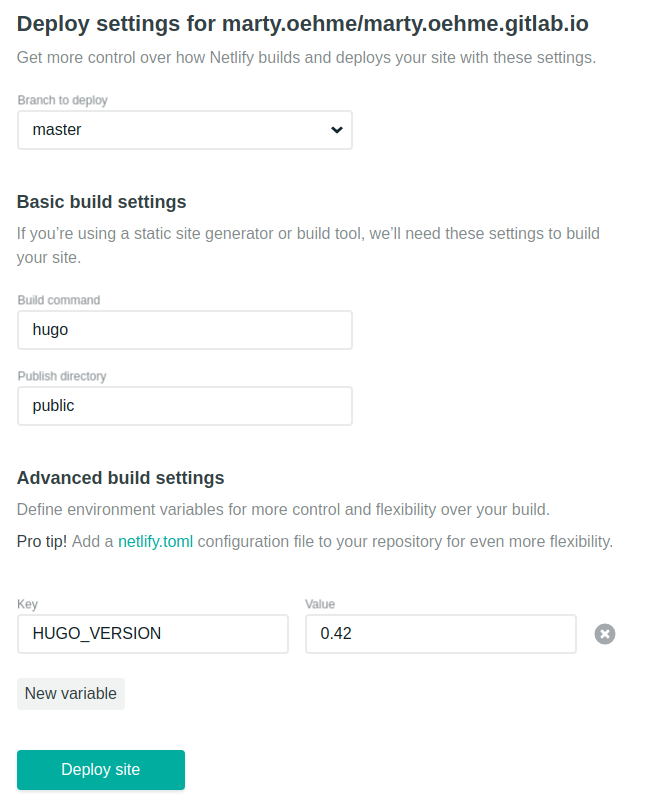 Deploy settings for marty.oehme/marty.oehme.gitlab.io
Get more control over how Netlify builds and deploys your site with these settings.
Branch to deploy
master
Basic build settings
If you’re using a static site generator or build tool, we’ll need these settings to build
your site.
Build command
hugo
Publish directory
public
Advanced build settings
Define environment variables for more control and flexibility over your build.
Pro tip! Add a netlify.toml configuration file to your repository for even more flexibility.
Key Value
HUGO_VERSION 0.42
New variable
Deploy site